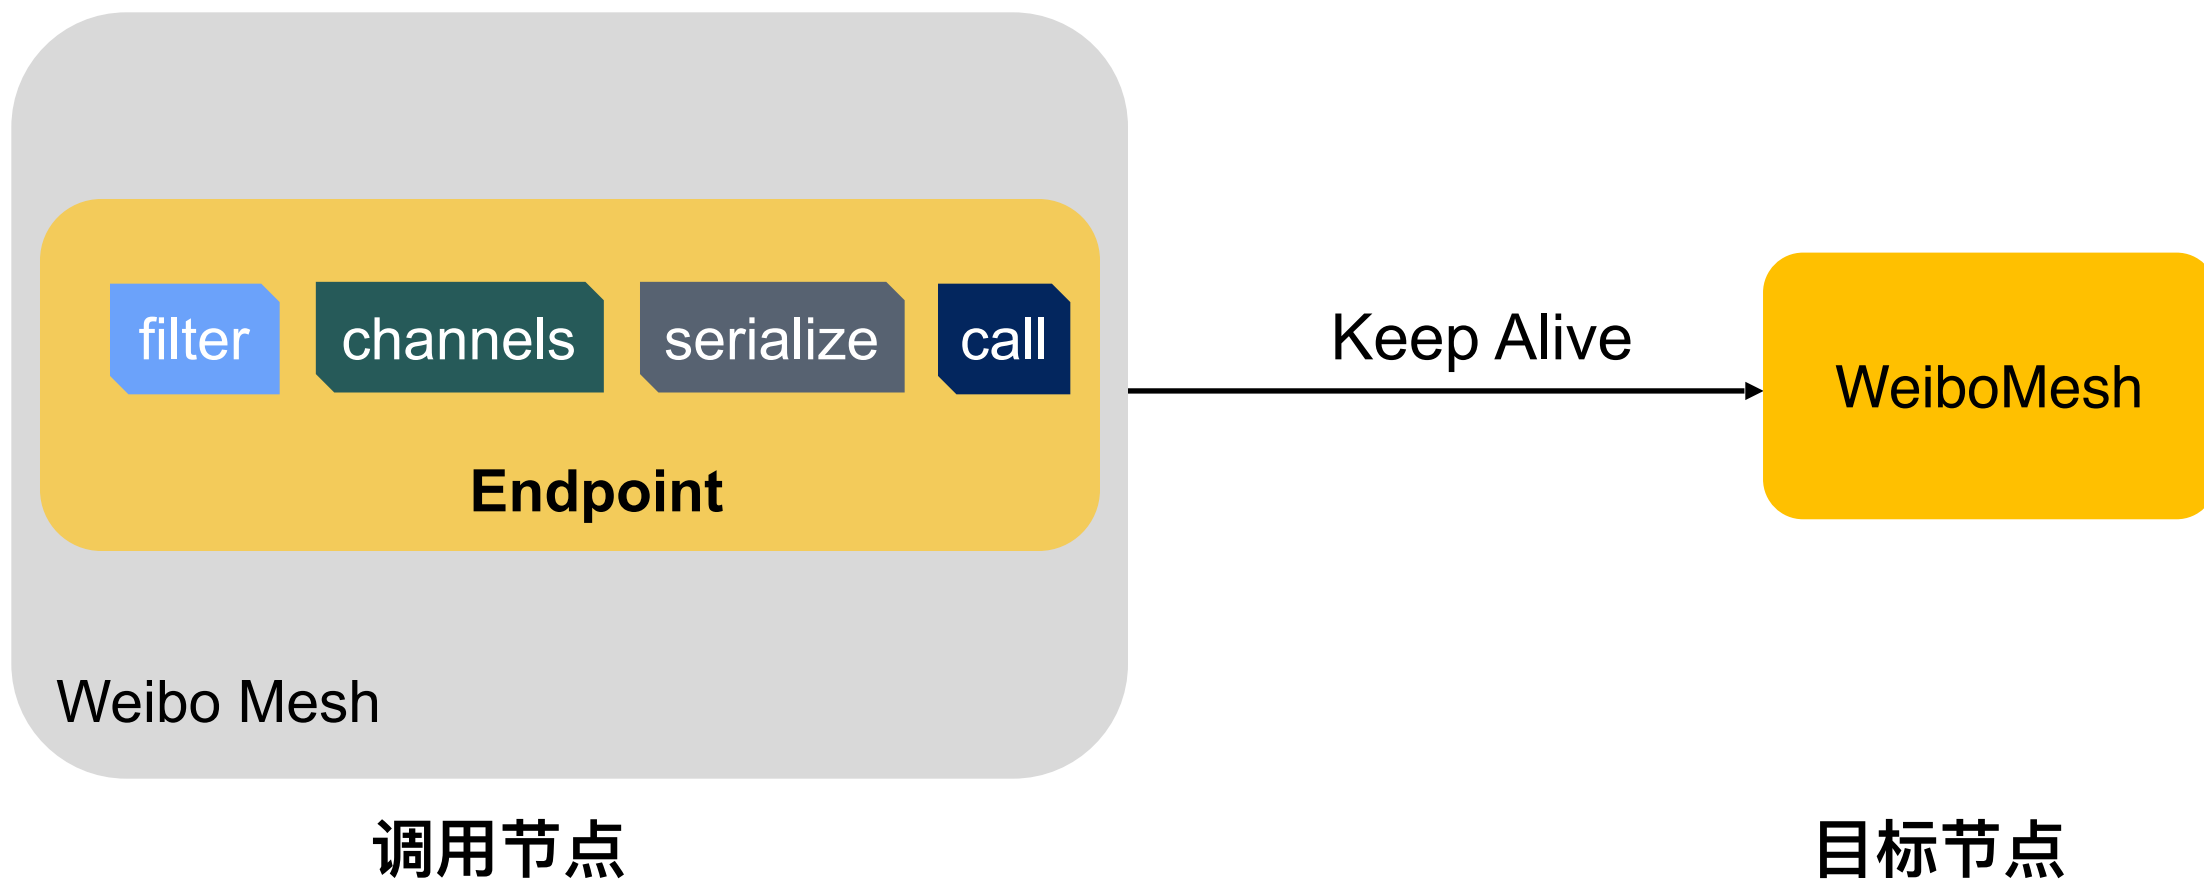 filter
channels
serialize
call
Endpoint
Weibo Mesh
Keep Alive
WeiboMesh
调用节点
目标节点